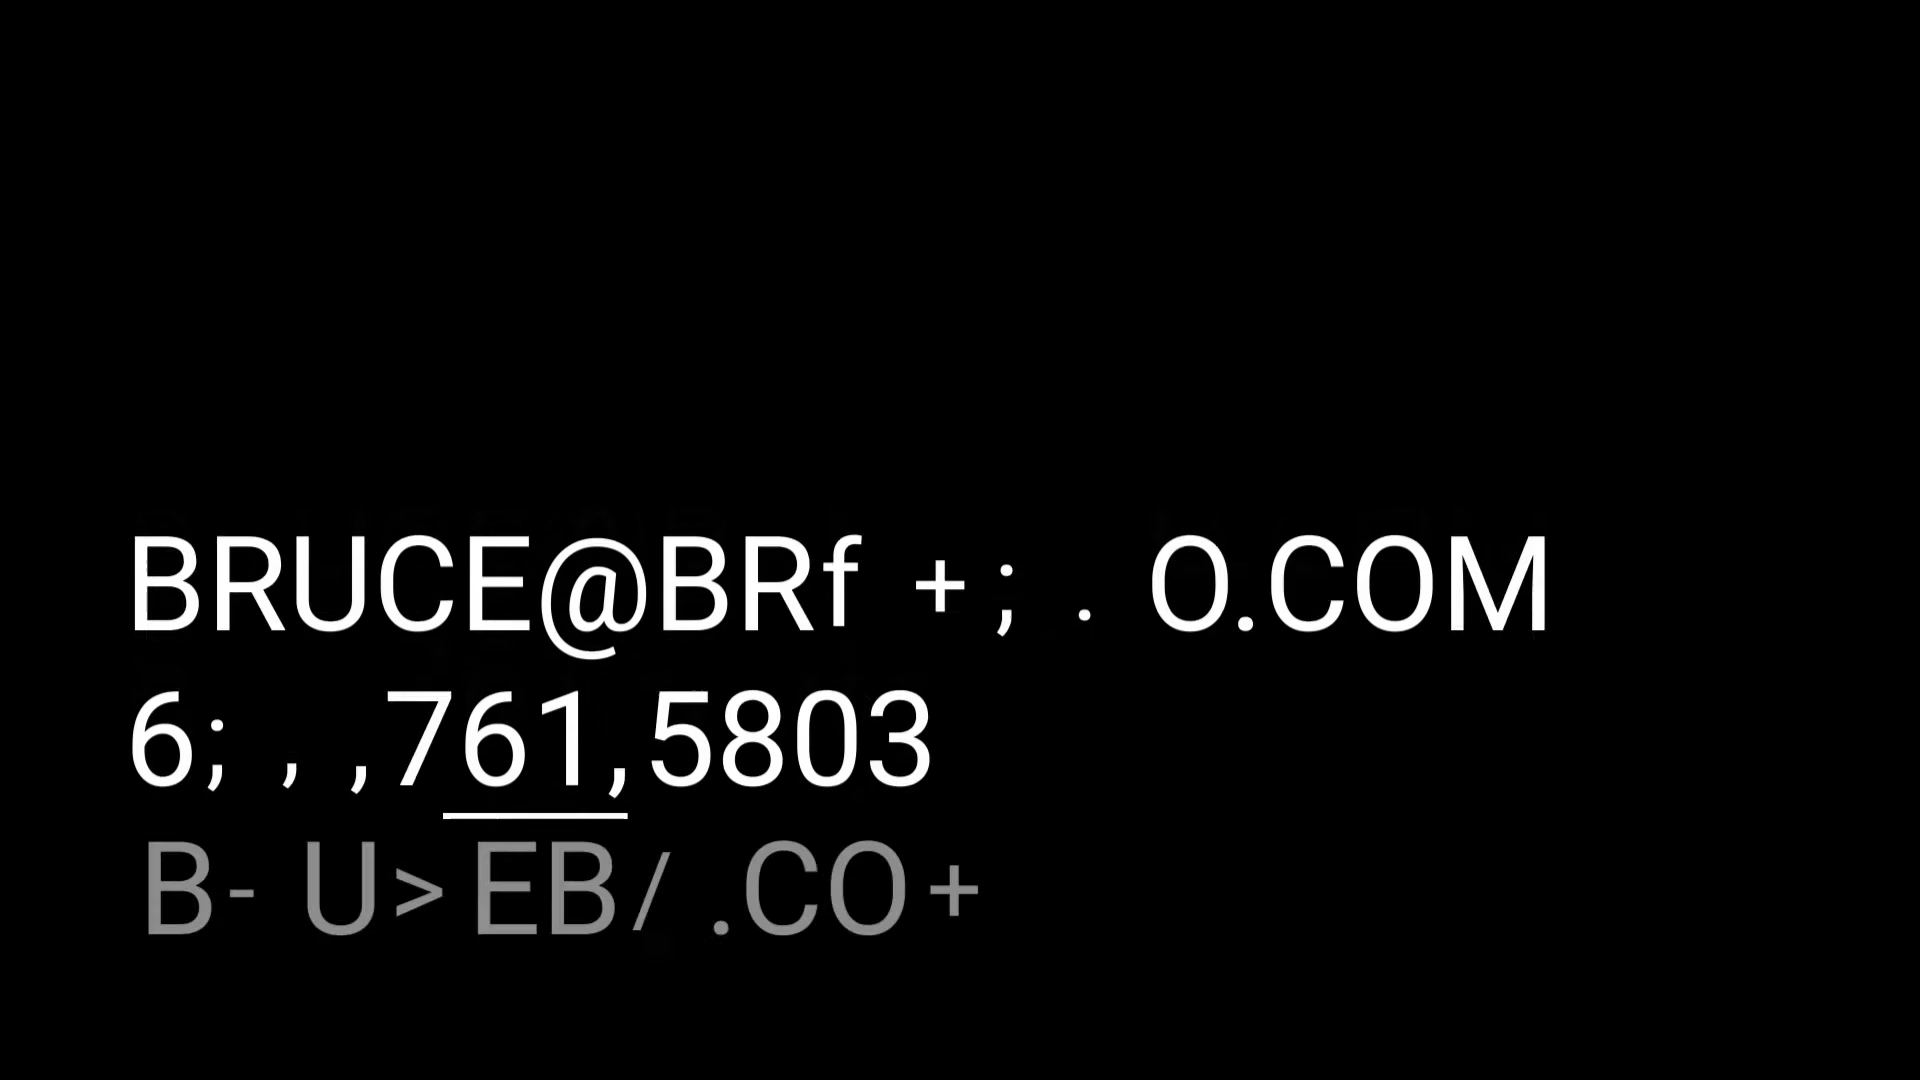 BRUCE@BRf +; . O.COM
6; , ,761,5803
B- U>EB/ .CO+